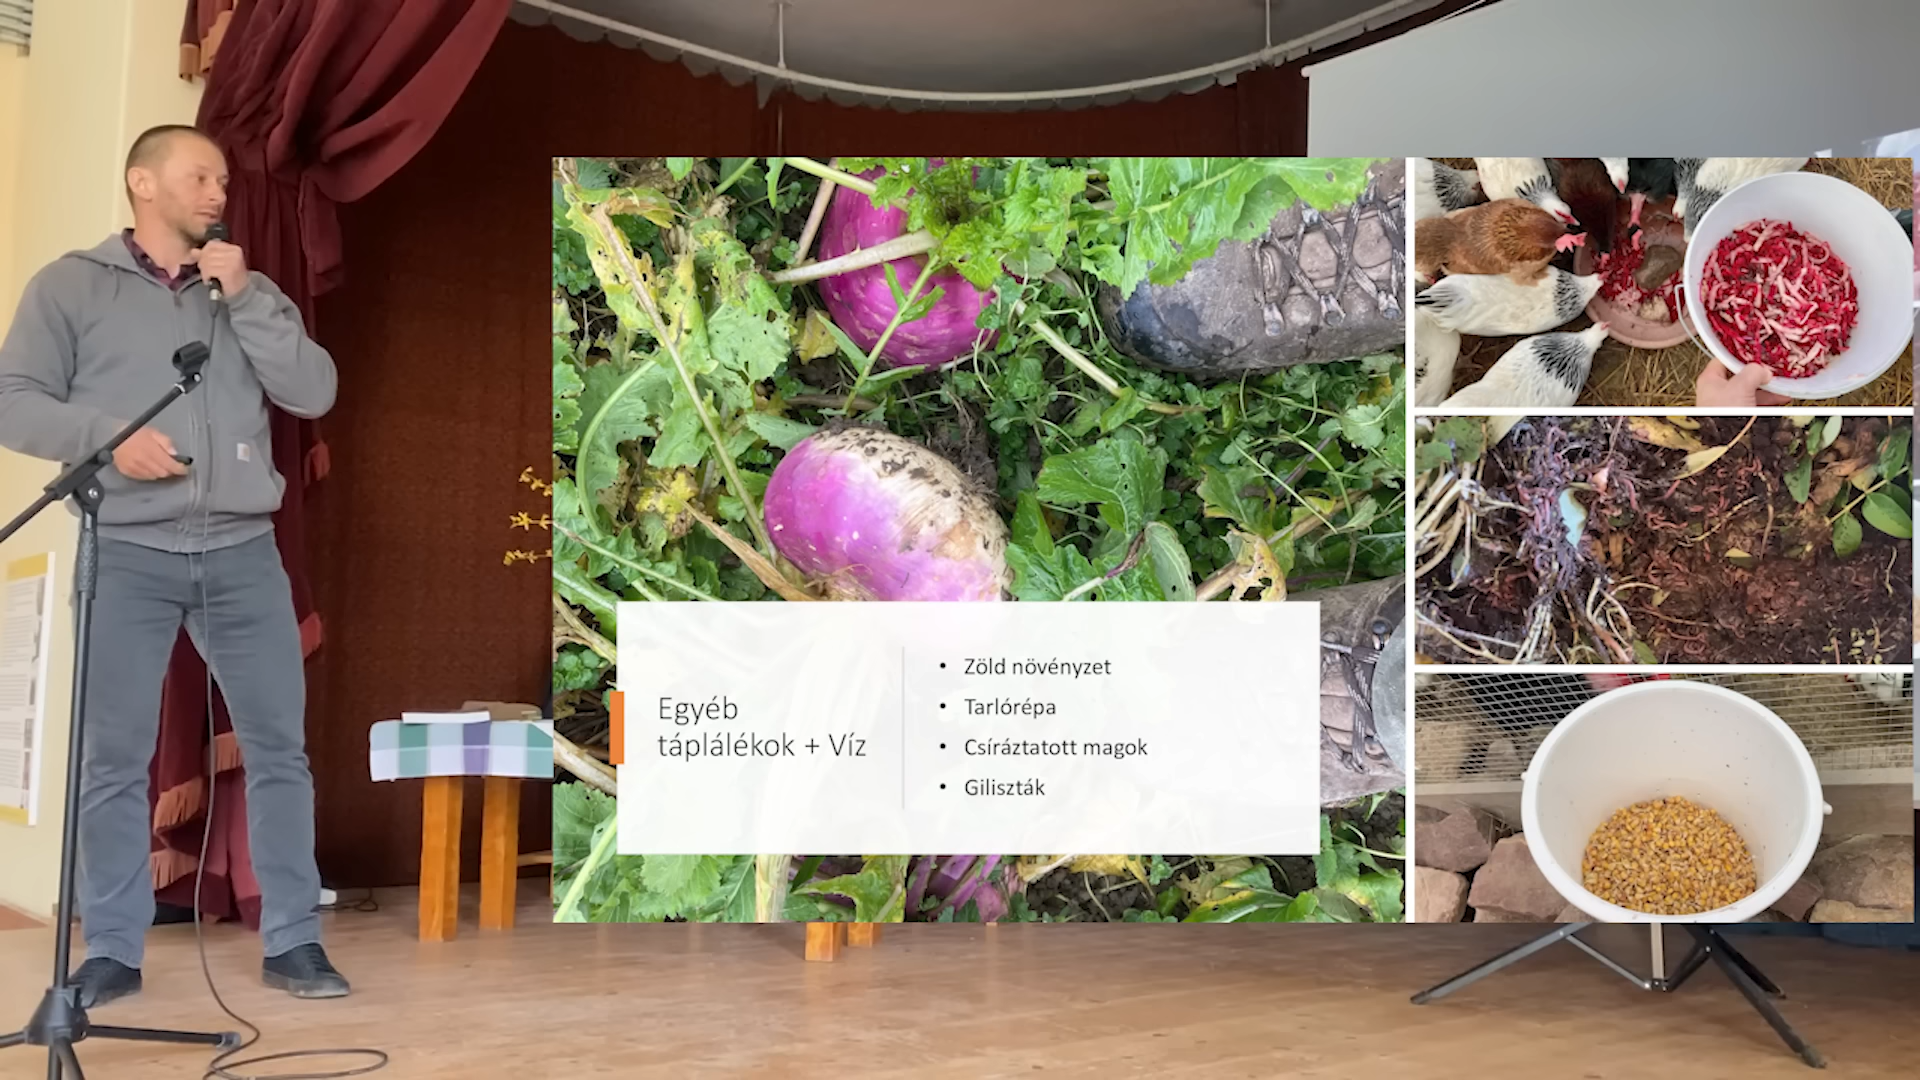 Egyéb
táplálékok + Víz
• Zöld növényzet
• Tarlórépa
• Csíráztatott magok
• Giliszták